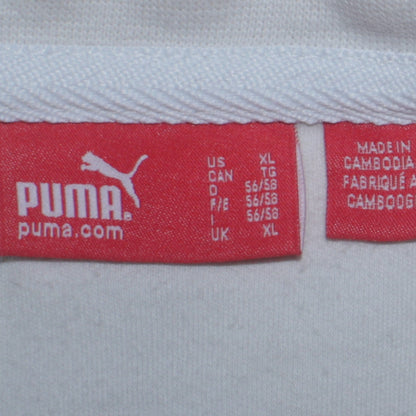 PUMA®
puma.com
US XL
CAN TG
D 56/58
F/E 56/58
I 56/58
UK XL
MADE IN
CAMBODIA
FABRIQUÉ A
CAMBODG